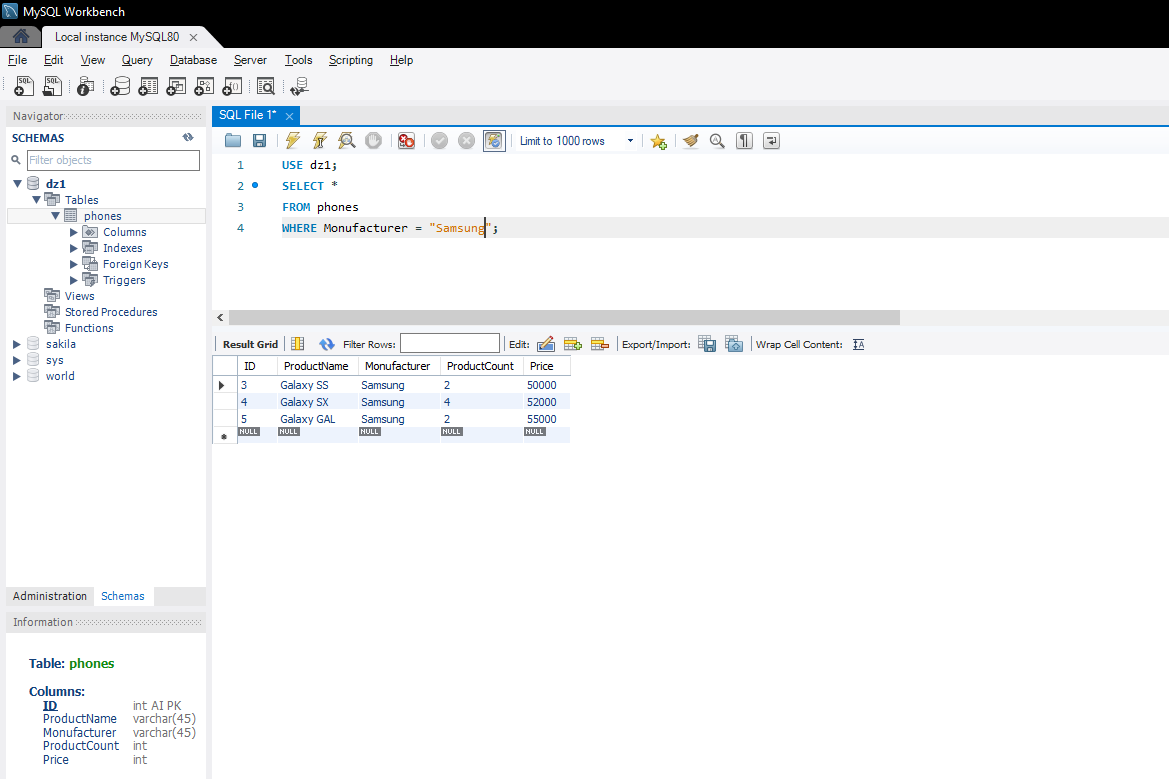 MySQL Workbench
Local instance MySQL80 ×
File Edit View Query Database Server Tools Scripting Help
Navigator
SCHEMAS
Filter objects
dz1
Tables
phones
Columns
Indexes
Foreign Keys
Triggers
Views
Stored Procedures
Functions
sakila
sys
world
Administration Schemas
Information
Table: phones
Columns:
ID int AI PK
ProductName varchar(45)
Monufacturer varchar(45)
ProductCount int
Price int
SQL File 1* ×
Limit to 1000 rows
1 USE dz1;
2 SELECT *
3 FROM phones
4 WHERE Monufacturer = "Samsung";
Result Grid Filter Rows: Edit: Export/Import: Wrap Cell Content:
ID ProductName Monufacturer ProductCount Price
3 Galaxy SS Samsung 2 50000
4 Galaxy SX Samsung 4 52000
5 Galaxy GAL Samsung 2 55000
NULL NULL NULL NULL NULL